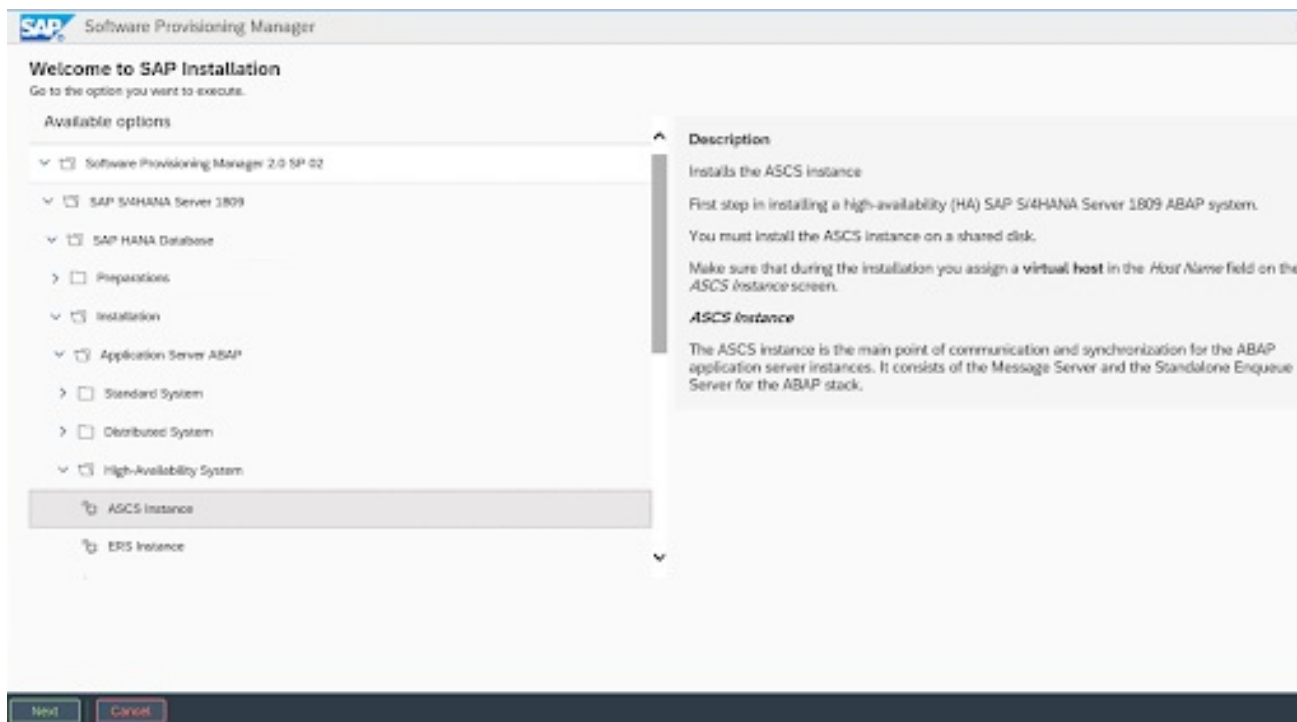 SAP Software Provisioning Manager
Welcome to SAP Installation
Go to the option you want to execute.
Available options
Software Provisioning Manager 2.0 SP 02
SAP S/4HANA Server 1809
SAP HANA Database
Preparations
Installation
Application Server ABAP
Standard System
Distributed System
High-Availability System
ASCS Instance
ERS Instance
Description
Installs the ASCS instance
First step in installing a high-availability (HA) SAP S/4HANA Server 1809 ABAP system.
You must install the ASCS instance on a shared disk.
Make sure that during the installation you assign a virtual host in the Host Name field on the
ASCS Instance screen.
ASCS Instance
The ASCS instance is the main point of communication and synchronization for the ABAP
application server instances. It consists of the Message Server and the Standalone Enqueue
Server for the ABAP stack.
Next Cancel